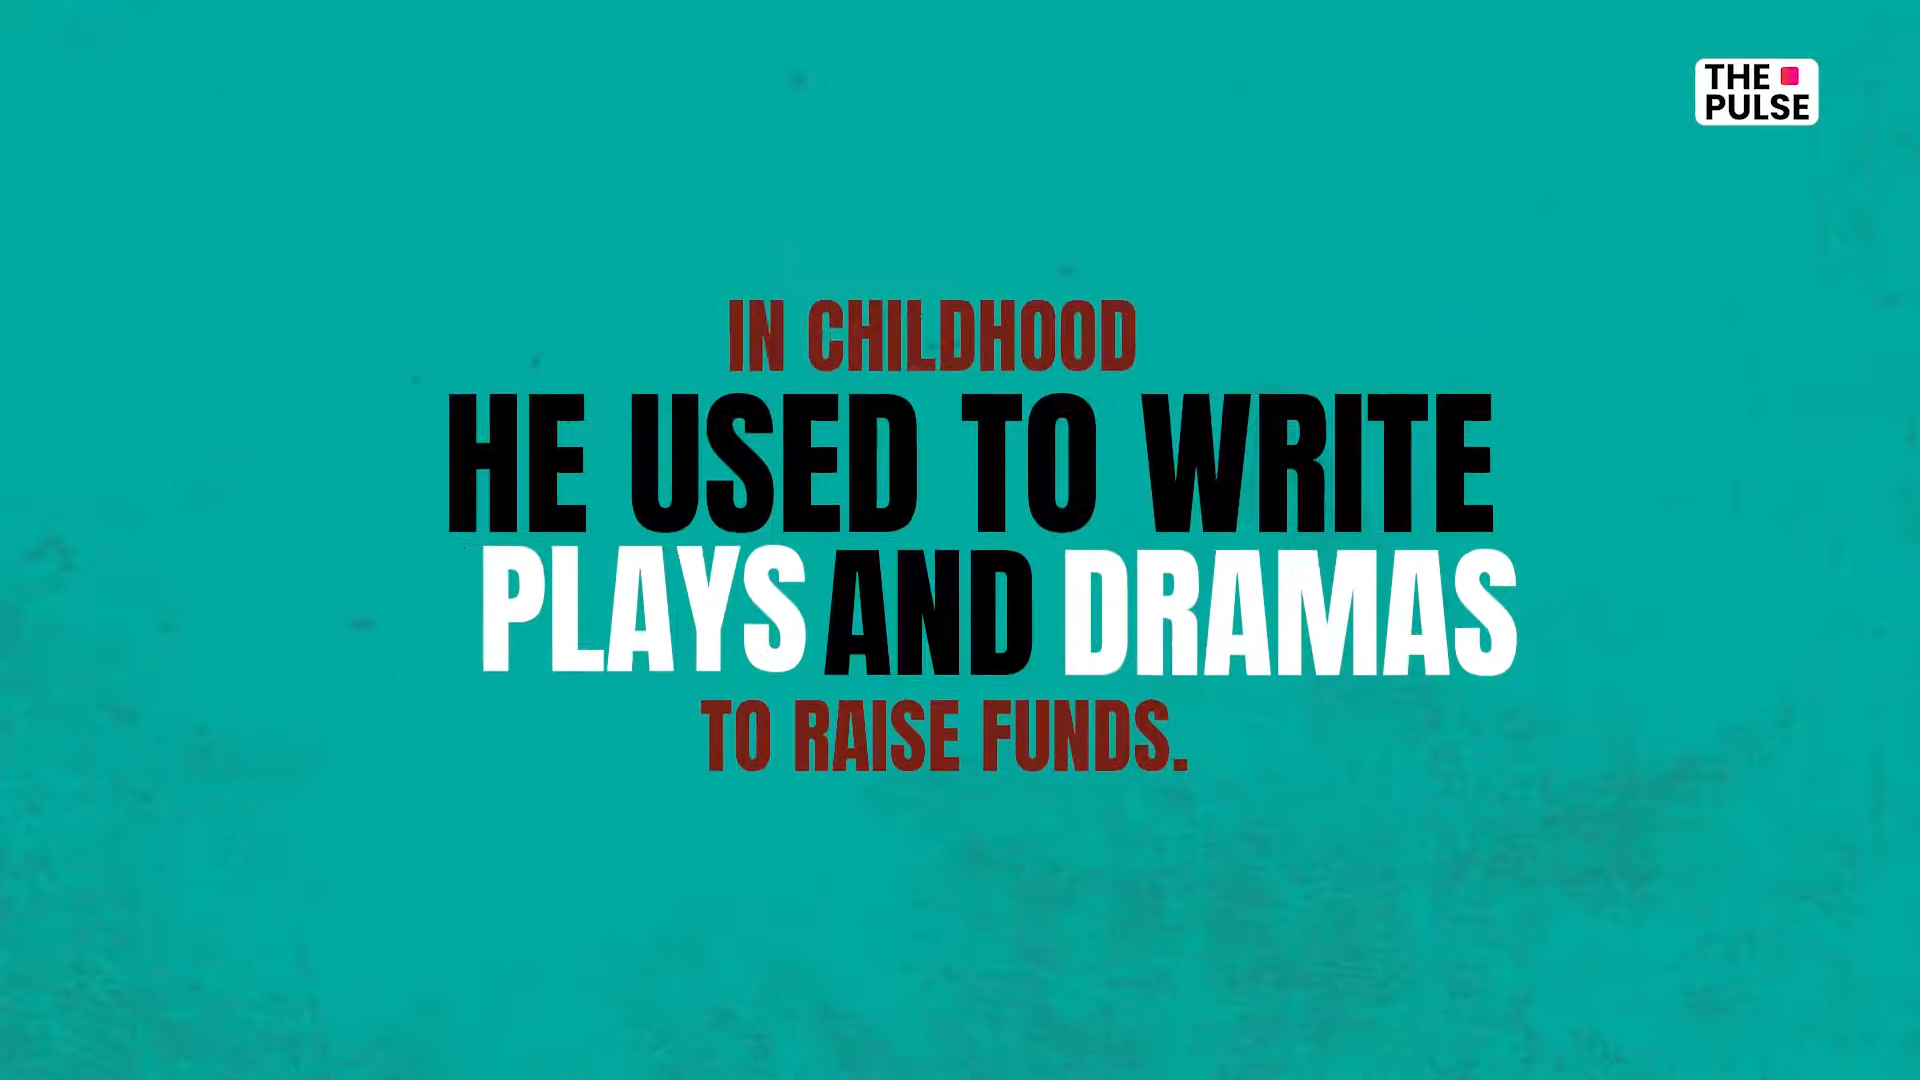 THE
PULSE
IN CHILDHOOD
HE USED TO WRITE
PLAYS AND DRAMAS
TO RAISE FUNDS.